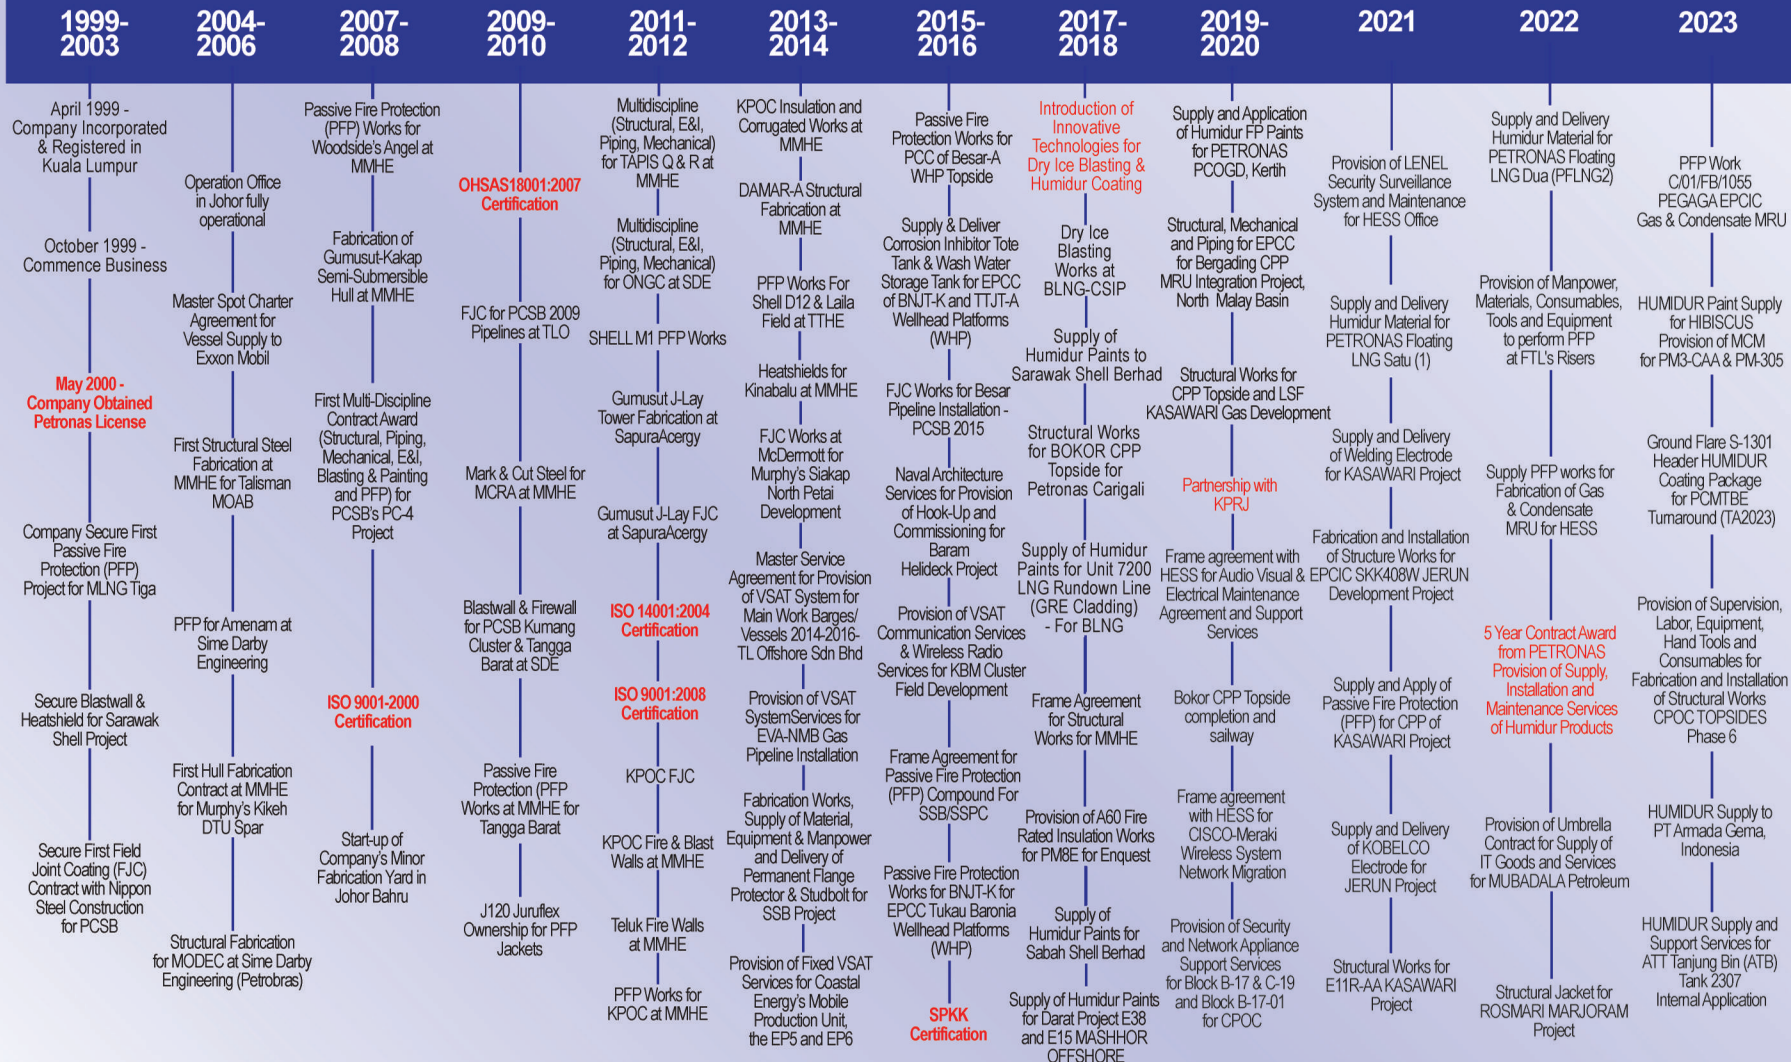 1999-
2003
April 1999 -
Company Incorporated
& Registered in
Kuala Lumpur
October 1999 -
Commence Business
May 2000 -
Company Obtained
Petronas License
Company Secure First
Passive Fire
Protection (PFP)
Project for MLNG Tiga
Secure Blastwall &
Heatshield for Sarawak
Shell Project
Secure First Field
Joint Coating (FJC)
Contract with Nippon
Steel Construction
for PCSB
2004-
2006
Operation Office
in Johor fully
operational
Master Spot Charter
Agreement for
Vessel Supply to
Exxon Mobil
First Structural Steel
Fabrication at
MMHE for Talisman
MOAB
PFP for Amenam at
Sime Darby
Engineering
First Hull Fabrication
Contract at MMHE
for Murphy's Kikeh
DTU Spar
Structural Fabrication
for MODEC at Sime Darby
Engineering (Petrobras)
2007-
2008
Passive Fire Protection
(PFP) Works for
Woodside's Angel at
MMHE
Fabrication of
Gumusut-Kakap
Semi-Submersible
Hull at MMHE
First Multi-Discipline
Contract Award
(Structural, Piping,
Mechanical, E&I,
Blasting & Painting
and PFP) for
PCSB's PC-4
Project
ISO 9001-2000
Certification
Start-up of
Company's Minor
Fabrication Yard in
Johor Bahru
2009-
2010
OHSAS18001:2007
Certification
FJC for PCSB 2009
Pipelines at TLO
Mark & Cut Steel for
MCRA at MMHE
Blastwall & Firewall
for PCSB Kumang
Cluster & Tangga
Barat at SDE
Passive Fire
Protection (PFP
Works at MMHE for
Tangga Barat
J120 Juruflex
Ownership for PFP
Jackets
2011-
2012
Multidiscipline
(Structural, E&I,
Piping, Mechanical)
for TAPIS Q & R at
MMHE
Multidiscipline
(Structural, E&I,
Piping, Mechanical)
for ONGC at SDE
SHELL M1 PFP Works
Gumusut J-Lay
Tower Fabrication at
SapuraAcergy
Gumusut J-Lay FJC
at SapuraAcergy
ISO 14001:2004
Certification
ISO 9001:2008
Certification
KPOC FJC
KPOC Fire & Blast
Walls at MMHE
Teluk Fire Walls
at MMHE
PFP Works for
KPOC at MMHE
2013-
2014
KPOC Insulation and
Corrugated Works at
MMHE
DAMAR-A Structural
Fabrication at
MMHE
PFP Works For
Shell D12 & Laila
Field at TTHE
Heatshields for
Kinabalu at MMHE
FJC Works at
McDermott for
Murphy's Siakap
North Petai
Development
Master Service
Agreement for Provision
of VSAT System for
Main Work Barges/
Vessels 2014-2016-
TL Offshore Sdn Bhd
Provision of VSAT
SystemServices for
EVA-NMB Gas
Pipeline Installation
Fabrication Works,
Supply of Material,
Equipment & Manpower
and Delivery of
Permanent Flange
Protector & Studbolt for
SSB Project
Provision of Fixed VSAT
Services for Coastal
Energy's Mobile
Production Unit,
the EP5 and EP6
2015-
2016
Passive Fire
Protection Works for
PCC of Besar-A
WHP Topside
Supply & Deliver
Corrosion Inhibitor Tote
Tank & Wash Water
Storage Tank for EPCC
of BNJT-K and TTJT-A
Wellhead Platforms
(WHP)
FJC Works for Besar
Pipeline Installation -
PCSB 2015
Naval Architecture
Services for Provision
of Hook-Up and
Commissioning for
Baram
Helideck Project
Provision of VSAT
Communication Services
& Wireless Radio
Services for KBM Cluster
Field Development
Frame Agreement for
Passive Fire Protection
(PFP) Compound For
SSB/SSPC
Passive Fire Protection
Works for BNJT-K for
EPCC Tukau Baronia
Wellhead Platforms
(WHP)
SPKK
Certification
2017-
2018
Introduction of
Innovative
Technologies for
Dry Ice Blasting &
Humidur Coating
Dry Ice
Blasting
Works at
BLNG-CSIP
Supply of
Humidur Paints to
Sarawak Shell Berhad
Structural Works
for BOKOR CPP
Topside for
Petronas Carigali
Supply of Humidur
Paints for Unit 7200
LNG Rundown Line
(GRE Cladding)
- For BLNG
Frame Agreement
for Structural
Works for MMHE
Provision of A60 Fire
Rated Insulation Works
for PM8E for Enquest
Supply of
Humidur Paints for
Sabah Shell Berhad
Supply of Humidur Paints
for Darat Project E38
and E15 MASHHOR
OFFSHORE
2019-
2020
Supply and Application
of Humidur FP Paints
for PETRONAS
PCOGD, Kertih
Structural, Mechanical
and Piping for EPCC
for Bergading CPP
MRU Integration Project,
North Malay Basin
Structural Works for
CPP Topside and LSF
KASAWARI Gas Development
Partnership with
KPRJ
Frame agreement with
HESS for Audio Visual &
Electrical Maintenance
Agreement and Support
Services
Bokor CPP Topside
completion and
sailway
Frame agreement
with HESS for
CISCO-Meraki
Wireless System
Network Migration
Provision of Security
and Network Appliance
Support Services
for Block B-17 & C-19
and Block B-17-01
for CPOC
2021
Provision of LENEL
Security Surveillance
System and Maintenance
for HESS Office
Supply and Delivery
Humidur Material for
PETRONAS Floating
LNG Satu (1)
Supply and Delivery
of Welding Electrode
for KASAWARI Project
Fabrication and Installation
of Structure Works for
EPCIC SKK408W JERUN
Development Project
Supply and Apply of
Passive Fire Protection
(PFP) for CPP of
KASAWARI Project
Supply and Delivery
of KOBELCO
Electrode for
JERUN Project
Structural Works for
E11R-AA KASAWARI
Project
2022
Supply and Delivery
Humidur Material for
PETRONAS Floating
LNG Dua (PFLNG2)
Provision of Manpower,
Materials, Consumables,
Tools and Equipment
to perform PFP
at FTL's Risers
Supply PFP works for
Fabrication of Gas
& Condensate
MRU for HESS
5 Year Contract Award
from PETRONAS
Provision of Supply,
Installation and
Maintenance Services
of Humidur Products
Provision of Umbrella
Contract for Supply of
IT Goods and Services
for MUBADALA Petroleum
Structural Jacket for
ROSMARI MARJORAM
Project
2023
PFP Work
C/01/FB/1055
PEGAGA EPCIC
Gas & Condensate MRU
HUMIDUR Paint Supply
for HIBISCUS
Provision of MCM
for PM3-CAA & PM-305
Ground Flare S-1301
Header HUMIDUR
Coating Package
for PCMTBE
Turnaround (TA2023)
Provision of Supervision,
Labor, Equipment,
Hand Tools and
Consumables for
Fabrication and Installation
of Structural Works
CPOC TOPSIDES
Phase 6
HUMIDUR Supply to
PT Armada Gema,
Indonesia
HUMIDUR Supply and
Support Services for
ATT Tanjung Bin (ATB)
Tank 2307
Internal Application